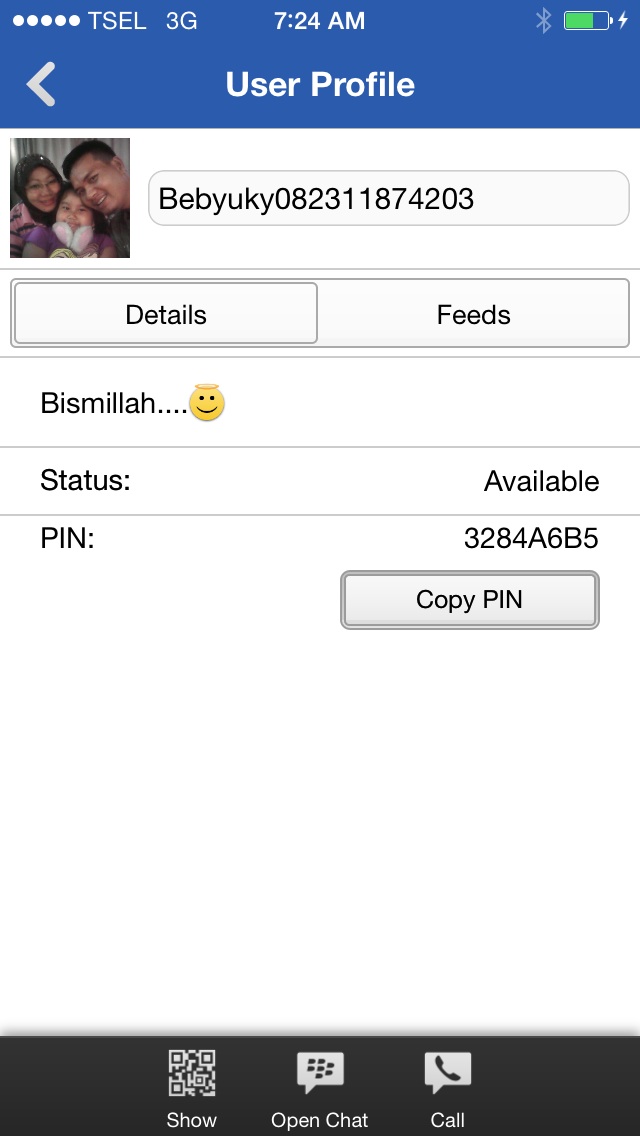 TSEL 3G 7:24 AM
User Profile
Bebyuky082311874203
Details Feeds
Bismillah....😇
Status: Available
PIN: 3284A6B5
Copy PIN
Show Open Chat Call